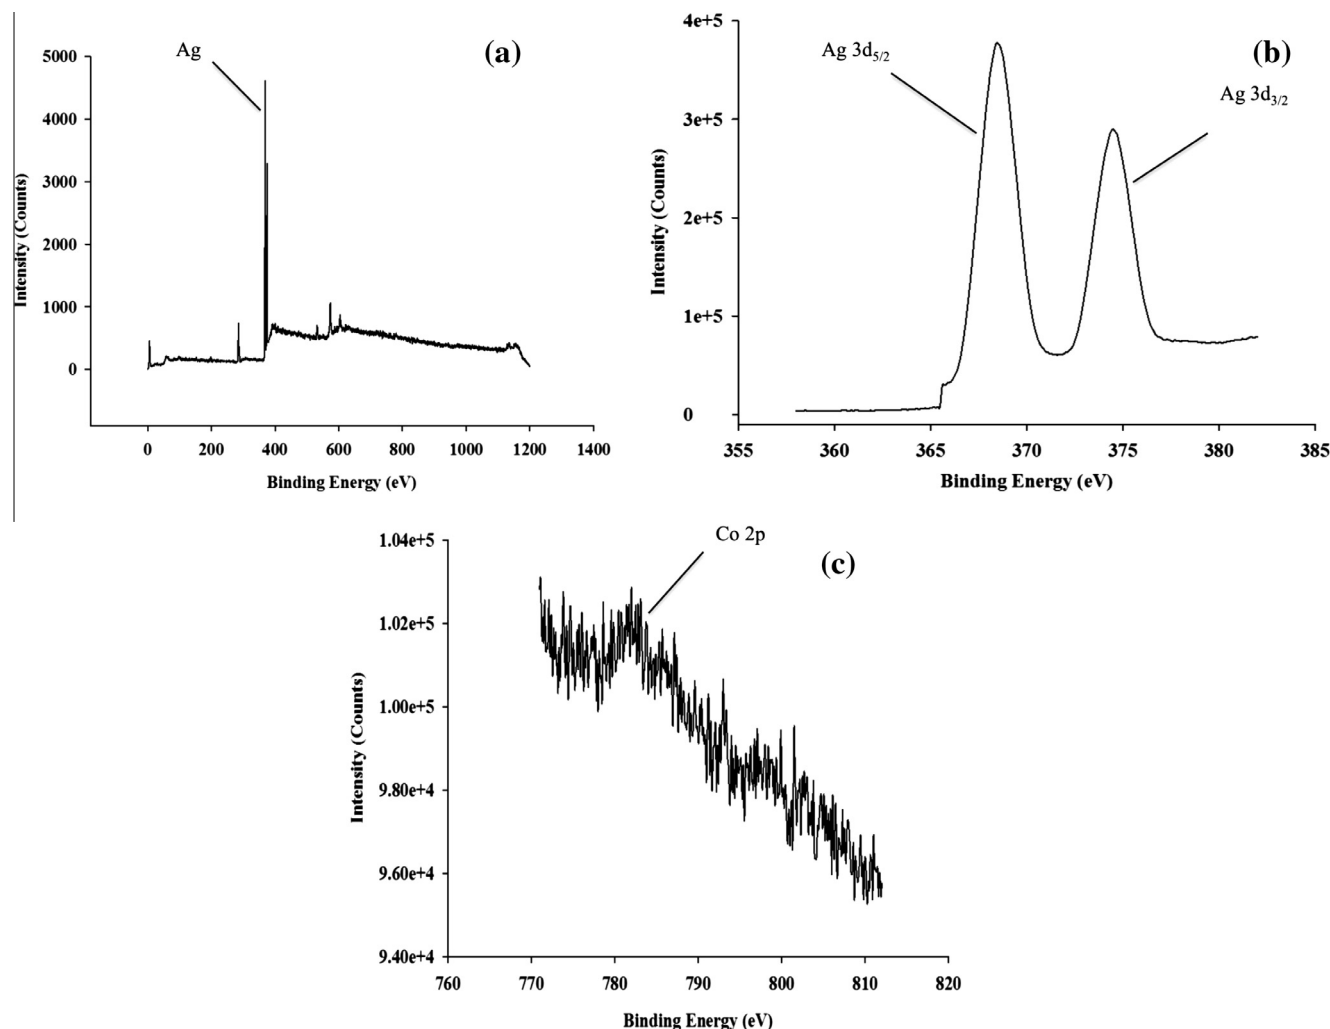 (a)
Ag
5000
4000
3000
2000
1000
0
Intensity (Counts)
0 200 400 600 800 1000 1200 1400
Binding Energy (eV)
(b)
Ag 3d5/2
Ag 3d3/2
4e+5
3e+5
2e+5
1e+5
0
Intensity (Counts)
355 360 365 370 375 380 385
Binding Energy (eV)
(c)
Co 2p
1.04e+5
1.02e+5
1.00e+5
9.80e+4
9.60e+4
9.40e+4
Intensity (Counts)
760 770 780 790 800 810 820
Binding Energy (eV)